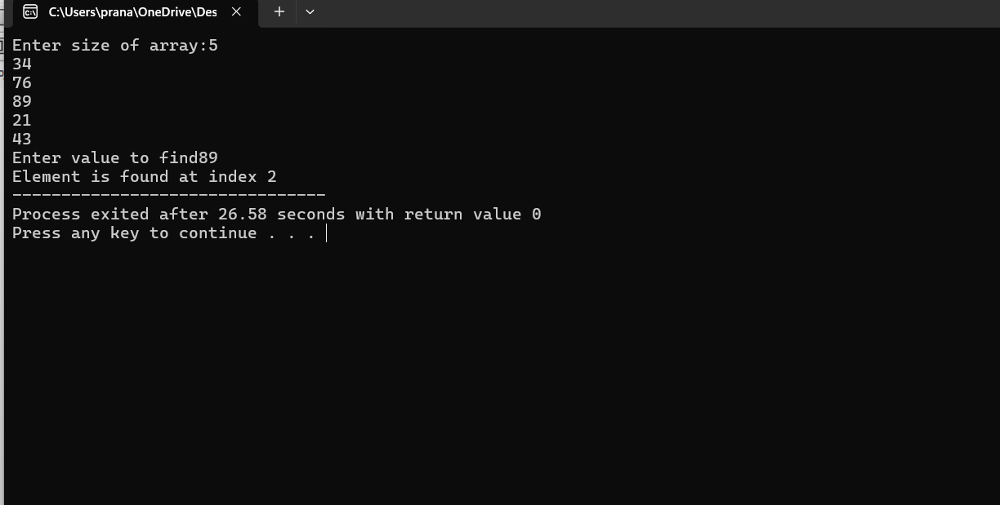 C:\Users\prana\OneDrive\Des
Enter size of array:5
34
76
89
21
43
Enter value to find89
Element is found at index 2
--------------------------------
Process exited after 26.58 seconds with return value 0
Press any key to continue . . .